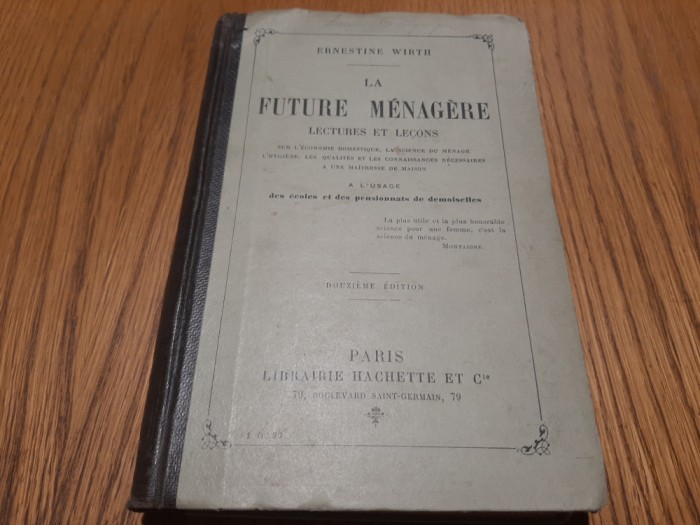 ERNESTINE WIRTH
LA
FUTURE MÉNAGÈRE
LECTURES ET LEÇONS
SUR L'ÉCONOMIE DOMESTIQUE, LA SCIENCE DU MÉNAGE
L'HYGIÈNE, LES QUALITÉS ET LES CONNAISSANCES NÉCESSAIRES
A UNE MAÎTRESSE DE MAISON
A L'USAGE
des écoles et des pensionnats de demoiselles
La plus utile et la plus honorable
science pour une femme, c'est la
science du ménage.
MONTAIGNE.
DOUZIÈME ÉDITION
PARIS
LIBRAIRIE HACHETTE ET Cie
79, BOULEVARD SAINT-GERMAIN, 79